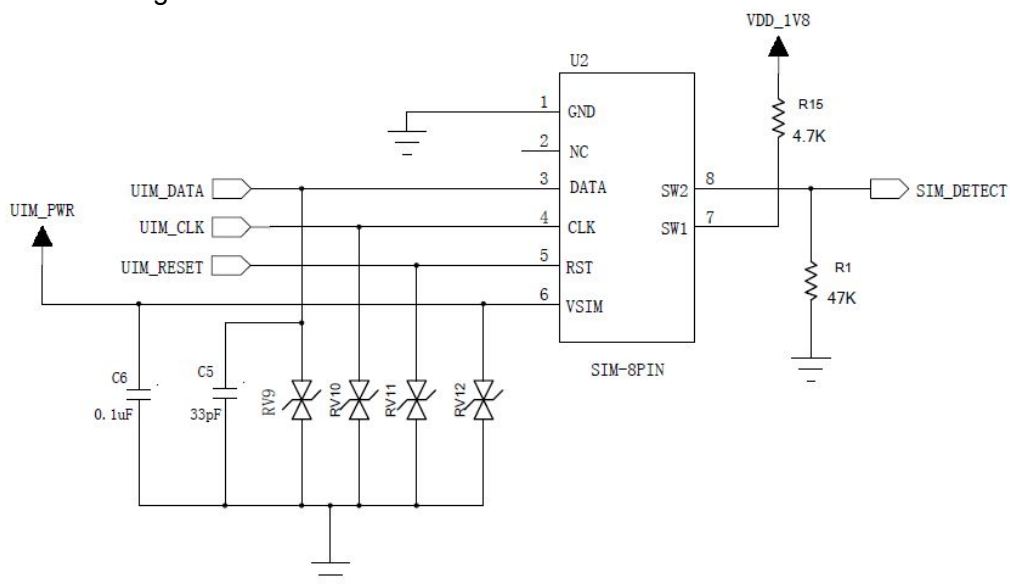 VDD_1V8
U2
R15
4.7K
1
GND
2
NC
UIM_DATA
3
DATA
SW2
8
SIM_DETECT
UIM_PWR
UIM_CLK
4
CLK
SW1
7
UIM_RESET
5
RST
R1
47K
6
VSIM
SIM-8PIN
C6
0.1uF
C5
33pF
RV9
RV10
RV11
RV12